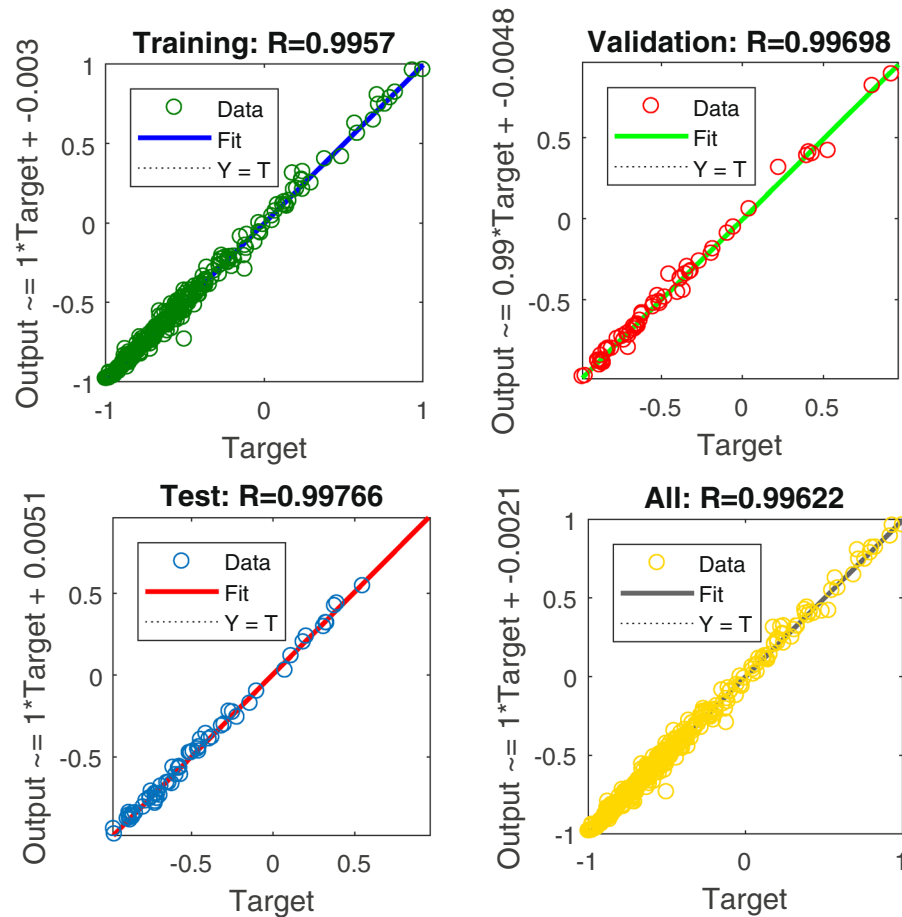 Training: R=0.9957
Output ~= 1*Target + -0.003
1
0.5
0
-0.5
-1
Data
Fit
Y = T
-1
0
1
Target
Validation: R=0.99698
Output ~= 0.99*Target + -0.0048
0.5
0
-0.5
Data
Fit
Y = T
-0.5
0
0.5
Target
Test: R=0.99766
Output ~= 1*Target + 0.0051
0.5
0
-0.5
Data
Fit
Y = T
-0.5
0
0.5
Target
All: R=0.99622
Output ~= 1*Target + -0.0021
1
0.5
0
-0.5
-1
Data
Fit
Y = T
-1
0
1
Target